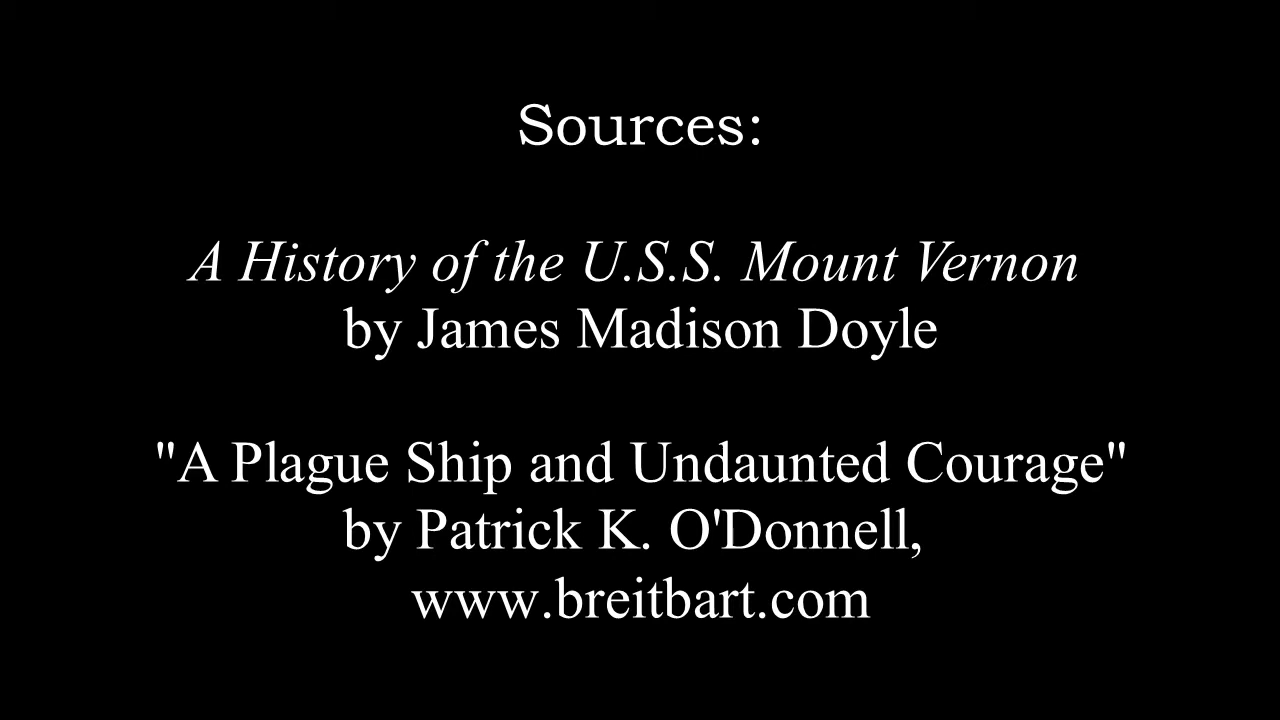 Sources:
A History of the U.S.S. Mount Vernon
by James Madison Doyle
"A Plague Ship and Undaunted Courage"
by Patrick K. O'Donnell,
www.breitbart.com